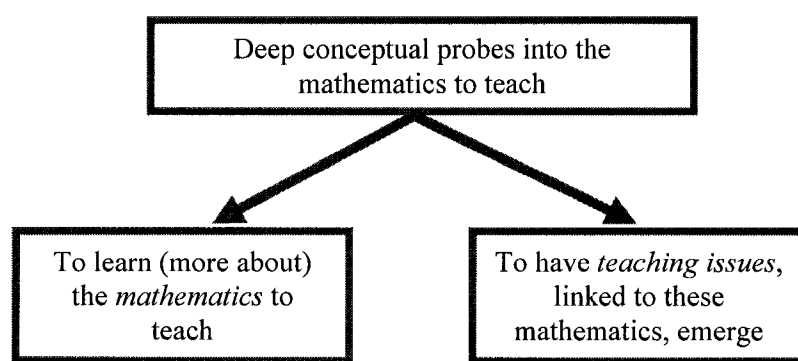 Deep conceptual probes into the
mathematics to teach
To learn (more about)
the mathematics to
teach
To have teaching issues,
linked to these
mathematics, emerge